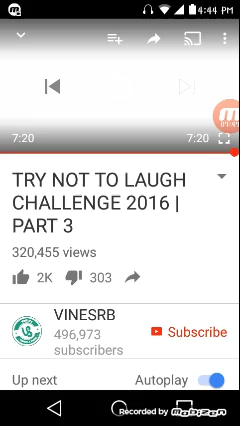 4:44 PM
7:20
7:20
TRY NOT TO LAUGH
CHALLENGE 2016 |
PART 3
320,455 views
2K
303
VINESRB
496,973
subscribers
Subscribe
Up next
Autoplay
Recorded by mobizen